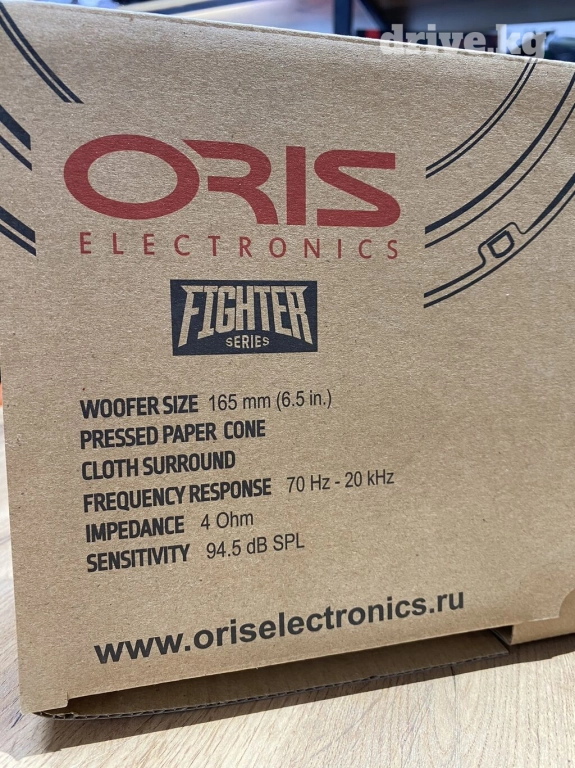 drive.kg
ORIS
ELECTRONICS
FIGHTER
SERIES
WOOFER SIZE 165 mm (6.5 in.)
PRESSED PAPER CONE
CLOTH SURROUND
FREQUENCY RESPONSE 70 Hz - 20 kHz
IMPEDANCE 4 Ohm
SENSITIVITY 94.5 dB SPL
www.oriselectronics.ru